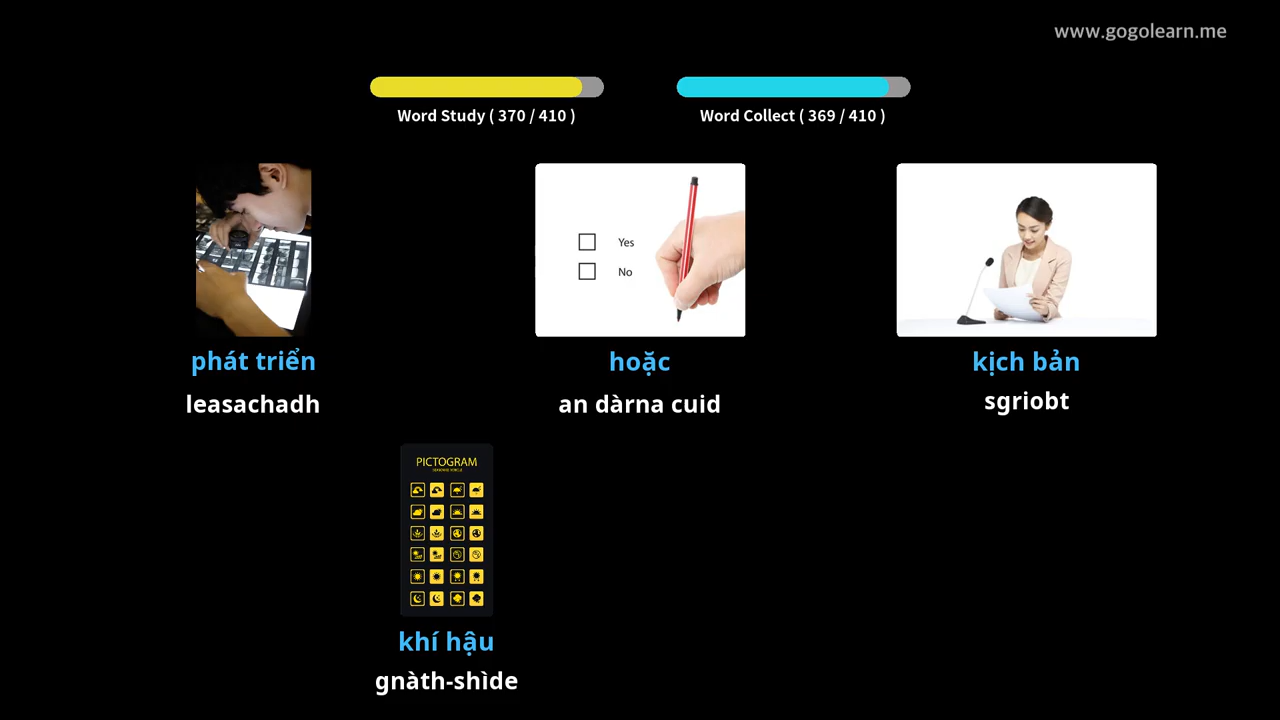 www.gogolearn.me
Word Study ( 370 / 410 )
Word Collect ( 369 / 410 )
Yes
No
phát triển
hoặc
kịch bản
leasachadh
an dàrna cuid
sgriobt
PICTOGRAM
khí hậu
gnàth-shìde